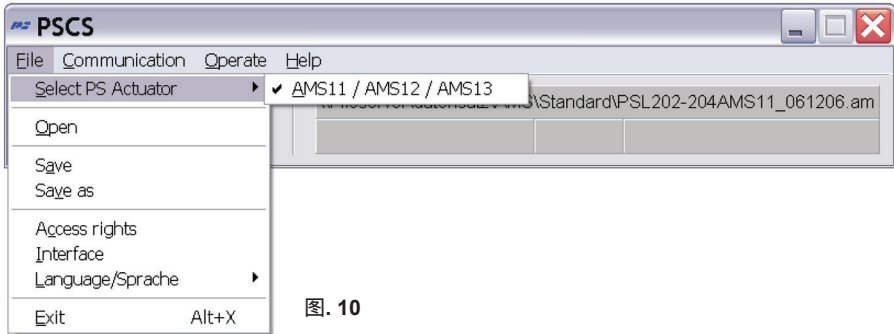 PSCS
File Communication Operate Help
Select PS Actuator
AMS11 / AMS12 / AMS13
\Standard\PSL202-204AMS11_061206.am
Open
Save
Save as
Access rights
Interface
Language/Sprache
Exit Alt+X
图. 10